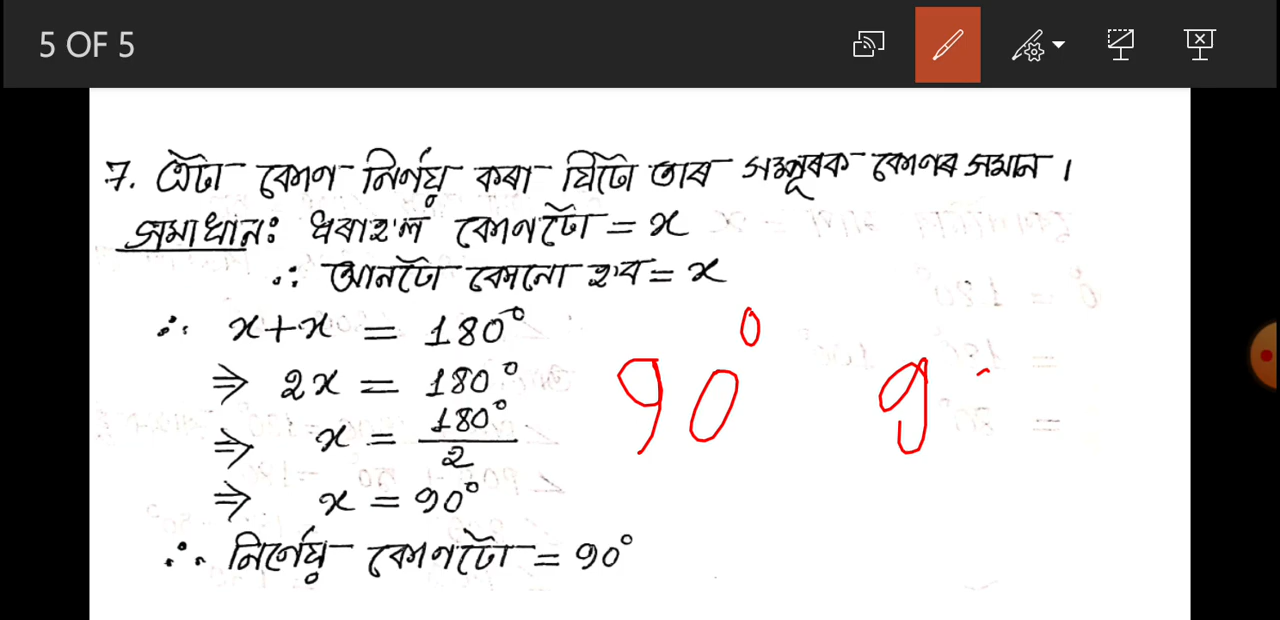 5 OF 5
7. এটা কোণ নিৰ্ণয় কৰা যিটো তাৰ সম্পূৰক কোণৰ সমান ।
সমাধানঃ ধৰাহ'ল কোণটো = x
∴ আনটো কোনো হ'ব = x
∴ x+x = 180°
⇒ 2x = 180°
⇒ x = 180°/2
⇒ x = 90°
∴ নিৰ্ণেয় কোণটো = 90°
90° 9